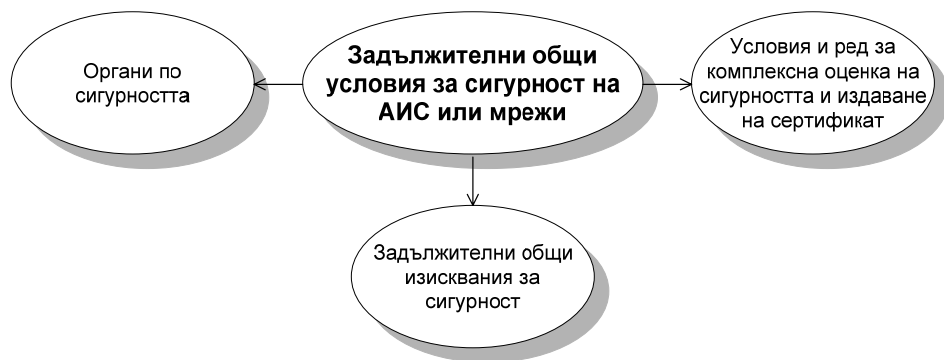 Органи по
сигурността
Задължителни общи
условия за сигурност на
АИС или мрежи
Условия и ред за
комплексна оценка на
сигурността и издаване
на сертификат
Задължителни общи
изисквания за
сигурност